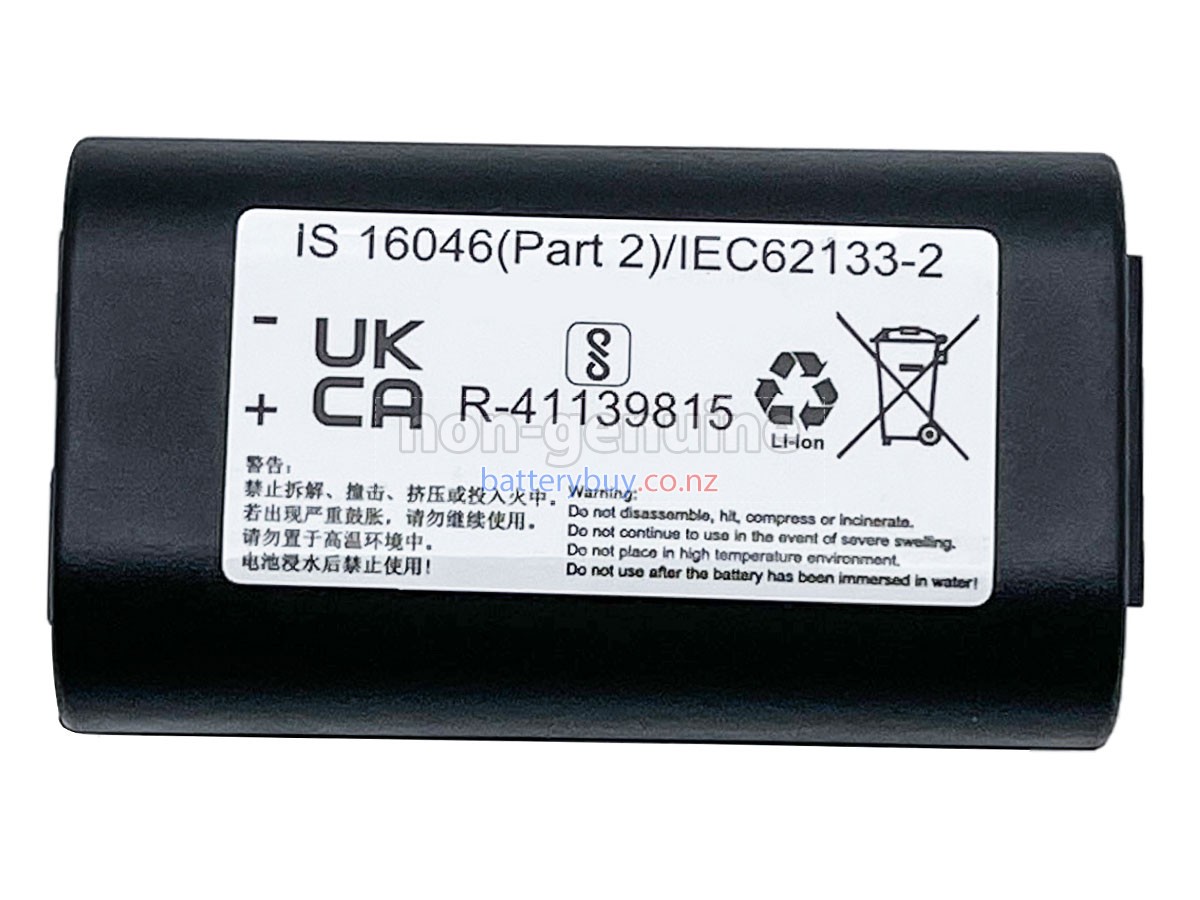 IS 16046(Part 2)/IEC62133-2
-
UK
CA
+
R-41139815
Li-ion
non-genuine
batterybuy.co.nz
警告:
禁止拆解、撞击、挤压或投入火中。
若出现严重鼓胀，请勿继续使用。
请勿置于高温环境中。
电池浸水后禁止使用!
Warning:
Do not disassemble, hit, compress or incinerate.
Do not continue to use in the event of severe swelling.
Do not place in high temperature environment.
Do not use after the battery has been immersed in water!